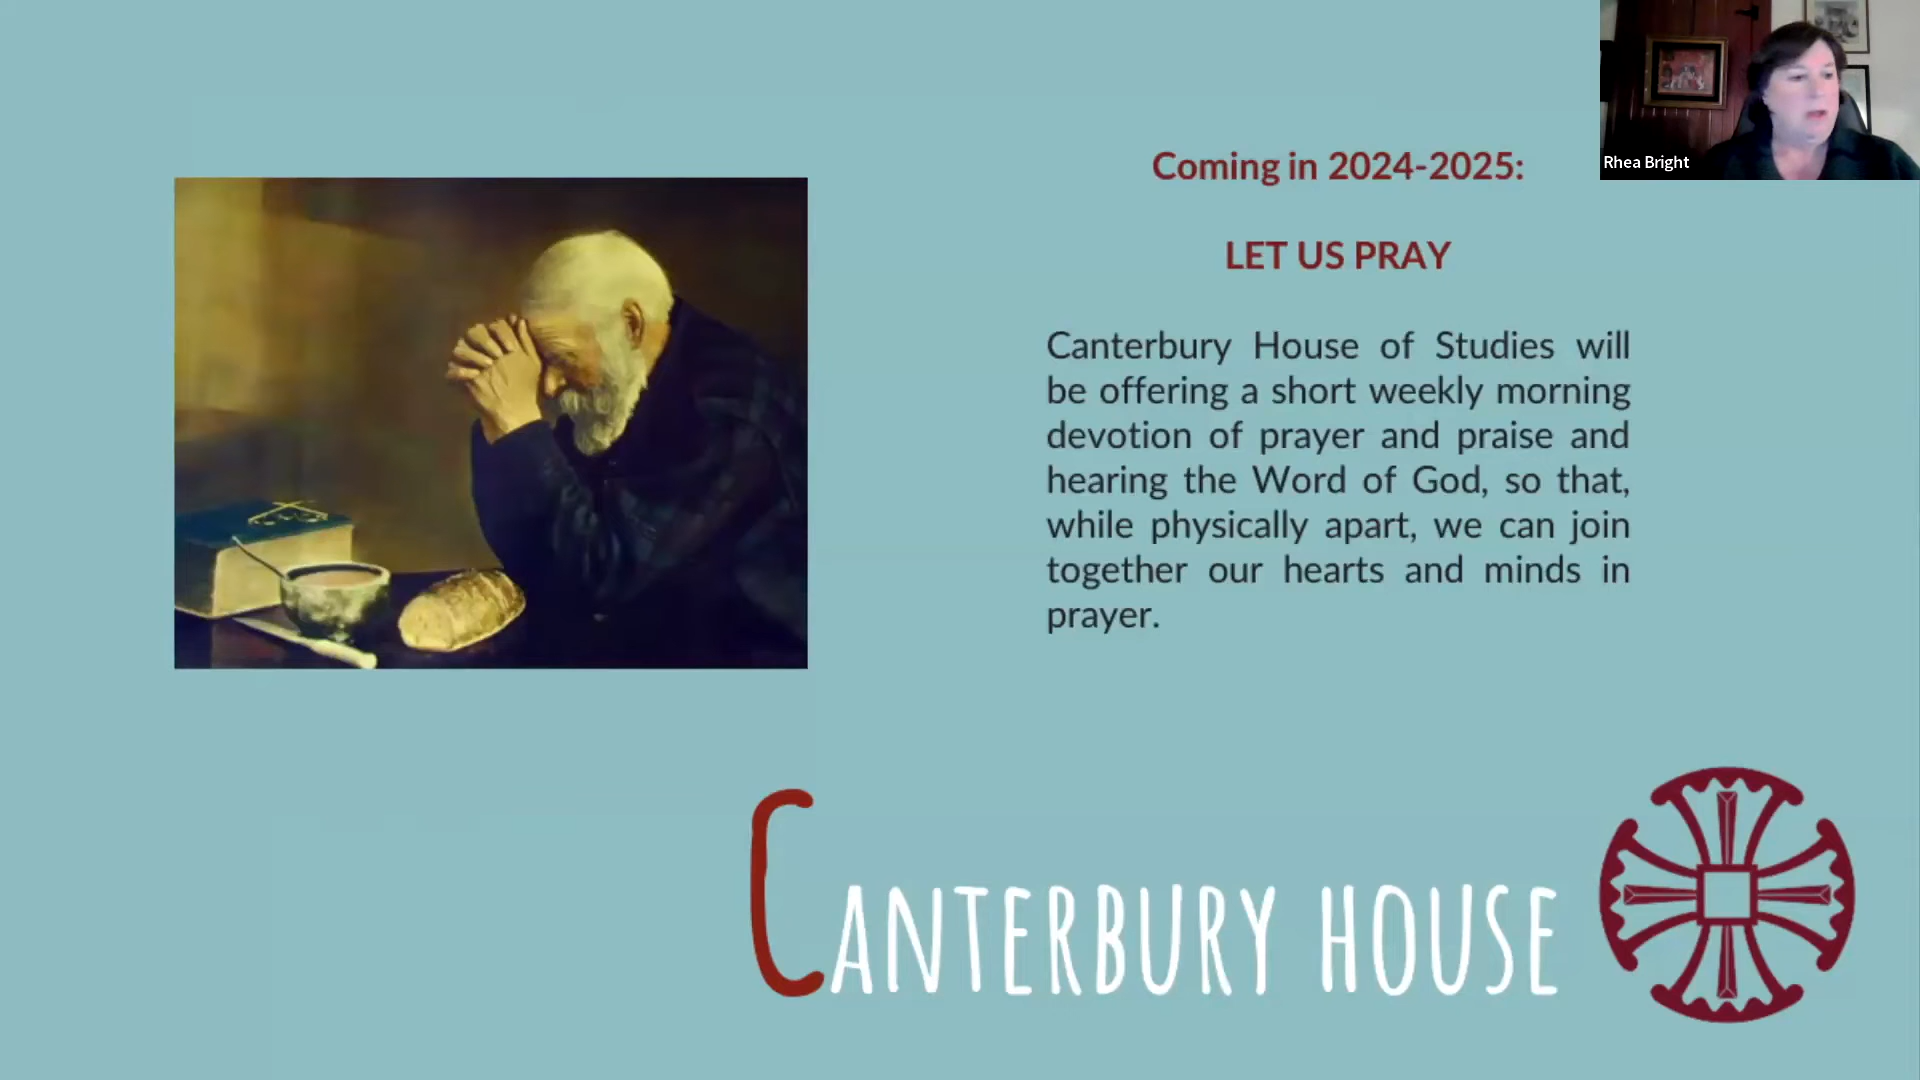 Rhea Bright
Coming in 2024-2025:
LET US PRAY
Canterbury House of Studies will
be offering a short weekly morning
devotion of prayer and praise and
hearing the Word of God, so that,
while physically apart, we can join
together our hearts and minds in
prayer.
CANTERBURY HOUSE